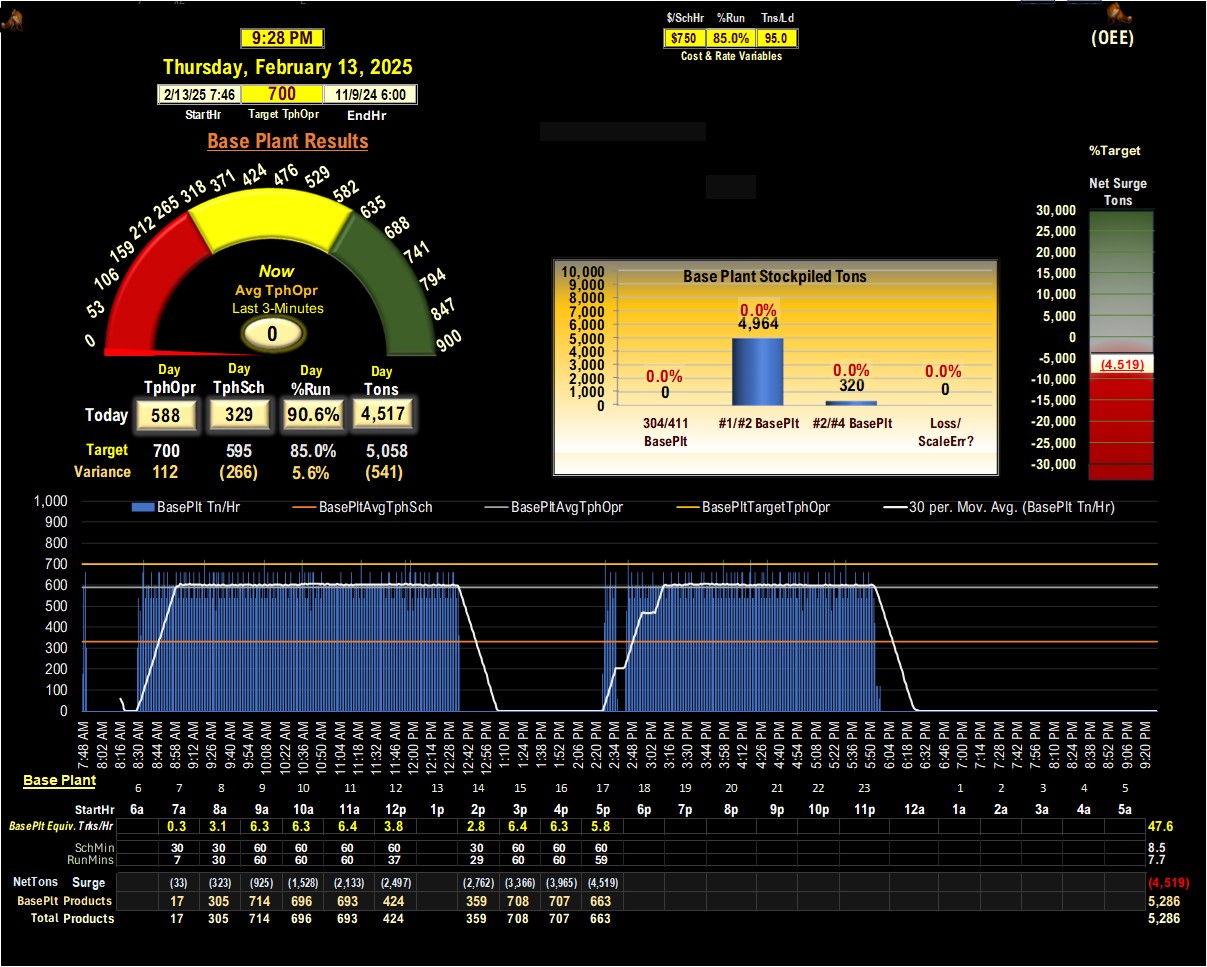 $/SchHr %Run Tns/Ld
9:28 PM
$750 85.0% 95.0
(OEE)
Cost & Rate Variables
Thursday, February 13, 2025
2/13/25 7:46 700 11/9/24 6:00
StartHr Target TphOpr EndHr
Base Plant Results
%Target
Net Surge
Tons
0 53 106 159 212 265 318 371 424 476 529 582 635 688 741 794 847 900
Now
Avg TphOpr
Last 3-Minutes
0
Day Day Day Day
TphOpr TphSch %Run Tons
Today 588 329 90.6% 4,517
Target 700 595 85.0% 5,058
Variance 112 (266) 5.6% (541)
Base Plant Stockpiled Tons
10,000
9,000
8,000
7,000
6,000
5,000
4,000
3,000
2,000
1,000
0
0.0% 0.0% 0.0% 0.0%
0 4,964 320 0
304/411 BasePlt
#1/#2 BasePlt
#2/#4 BasePlt
Loss/ ScaleErr?
30,000
25,000
20,000
15,000
10,000
5,000
0
-5,000
(4,519)
-10,000
-15,000
-20,000
-25,000
-30,000
BasePlt Tn/Hr BasePltAvgTphSch BasePltAvgTphOpr BasePltTargetTphOpr 30 per. Mov. Avg. (BasePlt Tn/Hr)
1,000
900
800
700
600
500
400
300
200
100
0
7:48 AM 8:02 AM 8:16 AM 8:30 AM 8:44 AM 8:58 AM 9:12 AM 9:26 AM 9:40 AM 9:54 AM 10:08 AM 10:22 AM 10:36 AM 10:50 AM 11:04 AM 11:18 AM 11:32 AM 11:46 AM 12:00 PM 12:14 PM 12:28 PM 12:42 PM 12:56 PM 1:10 PM 1:24 PM 1:38 PM 1:52 PM 2:06 PM 2:20 PM 2:34 PM 2:48 PM 3:02 PM 3:16 PM 3:30 PM 3:44 PM 3:58 PM 4:12 PM 4:26 PM 4:40 PM 4:54 PM 5:08 PM 5:22 PM 5:36 PM 5:50 PM 6:04 PM 6:18 PM 6:32 PM 6:46 PM 7:00 PM 7:14 PM 7:28 PM 7:42 PM 7:56 PM 8:10 PM 8:24 PM 8:38 PM 8:52 PM 9:06 PM 9:20 PM
Base Plant
6 7 8 9 10 11 12 13 14 15 16 17 18 19 20 21 22 23 1 2 3 4 5
StartHr 6a 7a 8a 9a 10a 11a 12p 1p 2p 3p 4p 5p 6p 7p 8p 9p 10p 11p 12a 1a 2a 3a 4a 5a
BasePlt Equiv. Trks/Hr 0.3 3.1 6.3 6.3 6.4 3.8 2.8 6.4 6.3 5.8 47.6
SchMin 30 30 60 60 60 60 30 60 60 60 8.5
RunMins 7 30 60 60 60 37 29 60 60 59 7.7
NetTons Surge (33) (323) (925) (1,528) (2,133) (2,497) (2,762) (3,366) (3,965) (4,519) (4,519)
BasePlt Products 17 305 714 696 693 424 359 708 707 663 5,286
Total Products 17 305 714 696 693 424 359 708 707 663 5,286